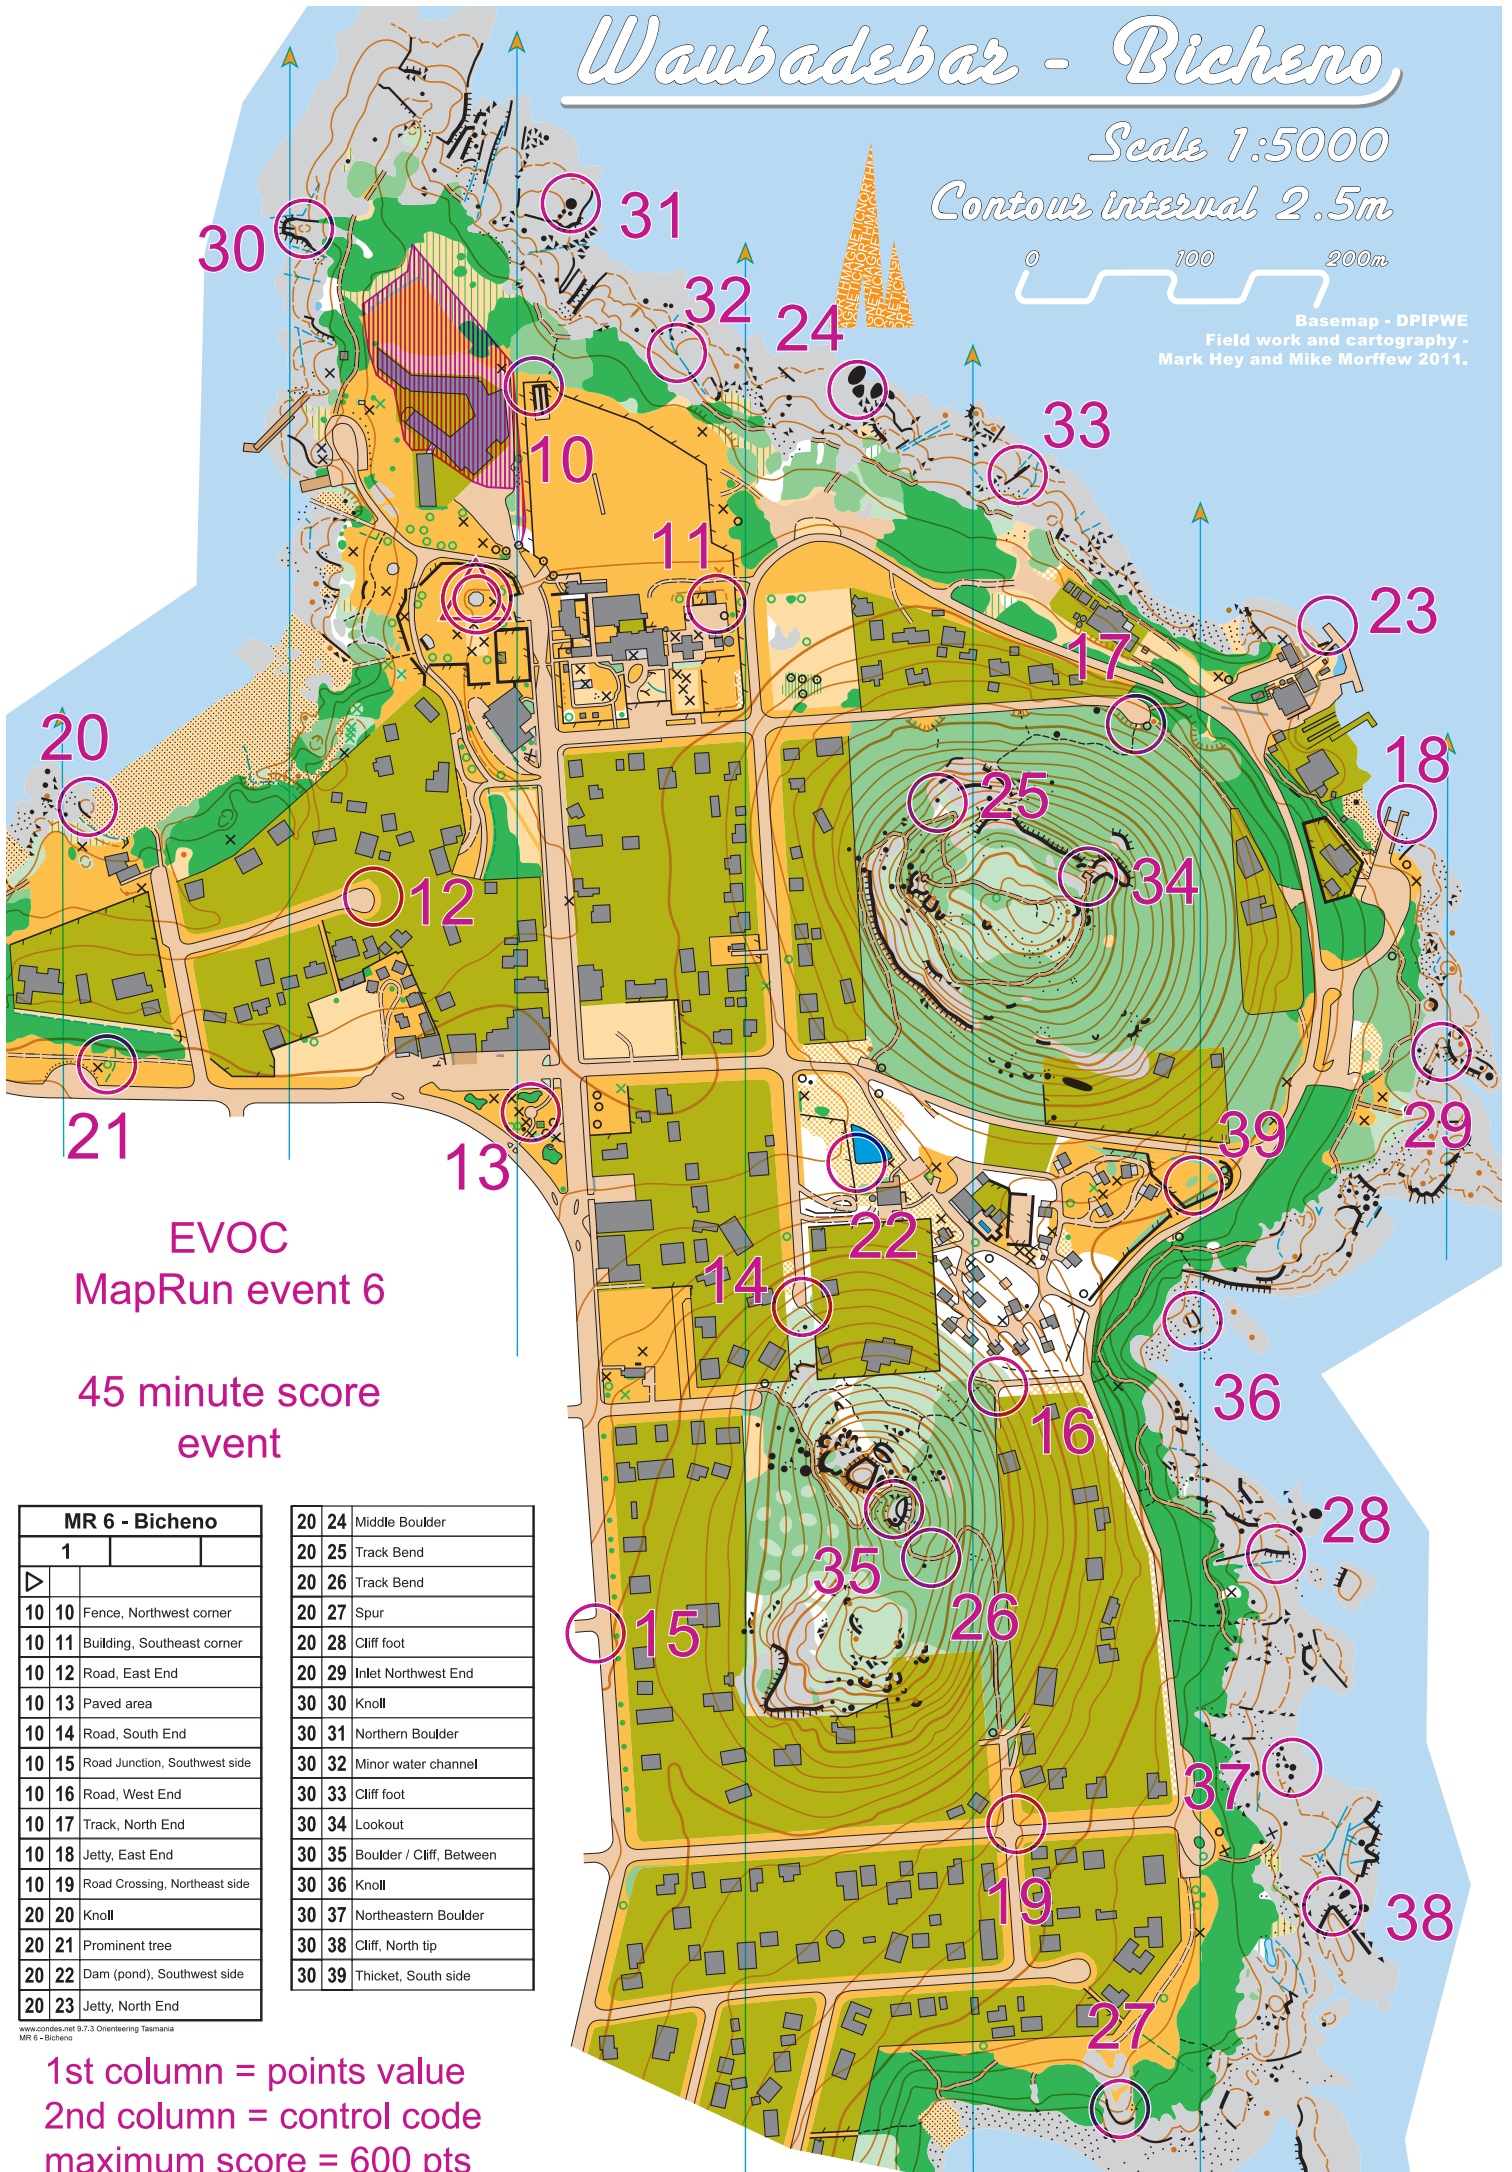 Waubadebar - Bicheno
Scale 1:5000
Contour interval 2.5m
0 100 200m
Basemap - DPIPWE
Field work and cartography -
Mark Hey and Mike Morffew 2011.
30
31
32
24
33
10
11
17
23
20
18
25
34
12
21
13
22
39
29
14
16
36
35
26
15
28
37
19
38
27
EVOC
MapRun event 6
45 minute score
event
MR 6 - Bicheno
1
10 10 Fence, Northwest corner
10 11 Building, Southeast corner
10 12 Road, East End
10 13 Paved area
10 14 Road, South End
10 15 Road Junction, Southwest side
10 16 Road, West End
10 17 Track, North End
10 18 Jetty, East End
10 19 Road Crossing, Northeast side
20 20 Knoll
20 21 Prominent tree
20 22 Dam (pond), Southwest side
20 23 Jetty, North End
20 24 Middle Boulder
20 25 Track Bend
20 26 Track Bend
20 27 Spur
20 28 Cliff foot
20 29 Inlet Northwest End
30 30 Knoll
30 31 Northern Boulder
30 32 Minor water channel
30 33 Cliff foot
30 34 Lookout
30 35 Boulder / Cliff, Between
30 36 Knoll
30 37 Northeastern Boulder
30 38 Cliff, North tip
30 39 Thicket, South side
www.condes.net 9.7.3 Orienteering Tasmania
MR 6 - Bicheno
1st column = points value
2nd column = control code
maximum score = 600 pts